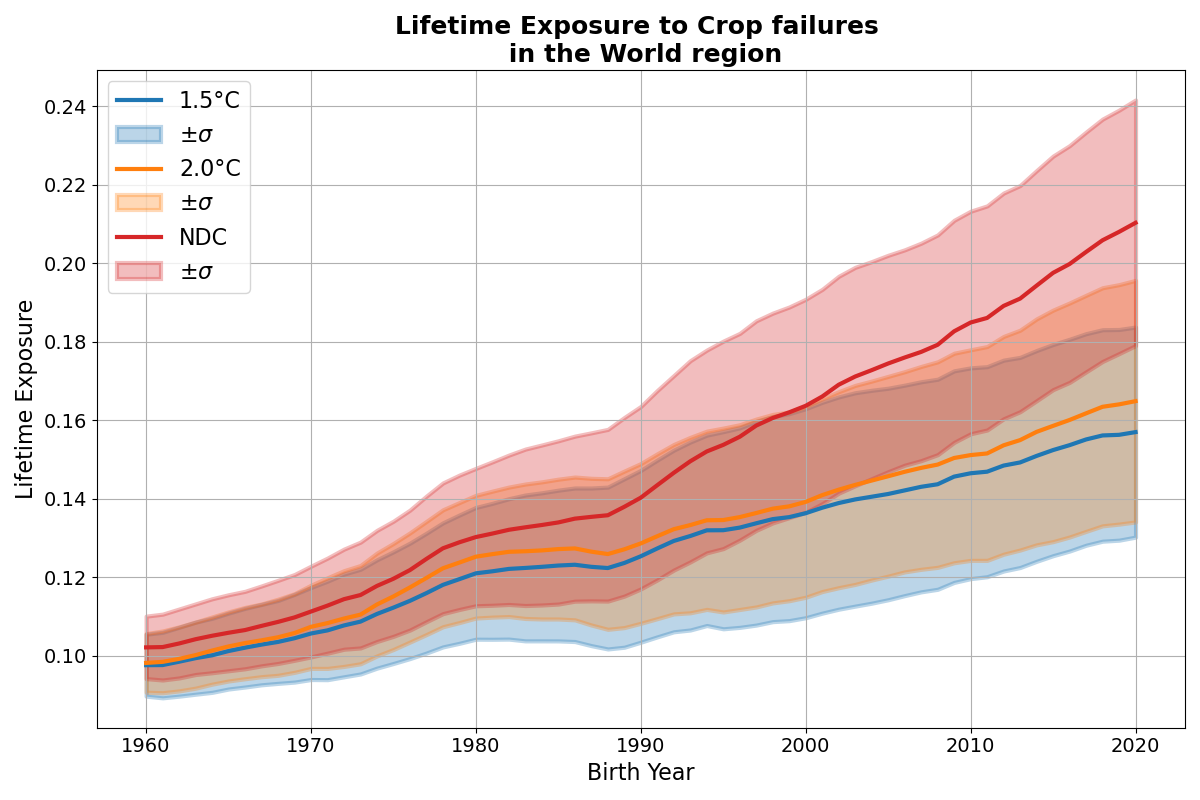 Lifetime Exposure to Crop failures
in the World region
1.5°C
±σ
2.0°C
±σ
NDC
±σ
Lifetime Exposure
0.24
0.22
0.20
0.18
0.16
0.14
0.12
0.10
1960 1970 1980 1990 2000 2010 2020
Birth Year